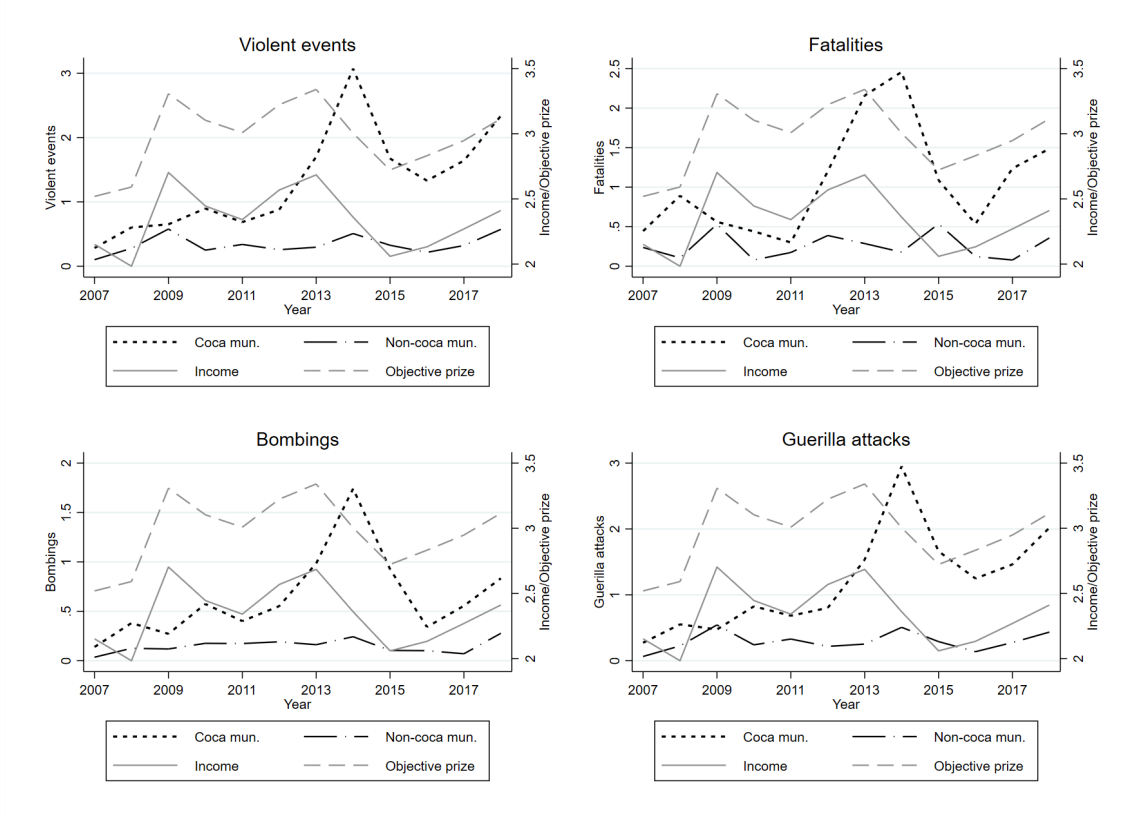 Violent events
Violent events
0 1 2 3
2 2.5 3 3.5
Income/Objective prize
2007 2009 2011 2013 2015 2017
Year
Coca mun. Non-coca mun.
Income Objective prize
Fatalities
Fatalities
0 .5 1 1.5 2 2.5
2 2.5 3 3.5
Income/Objective prize
2007 2009 2011 2013 2015 2017
Year
Coca mun. Non-coca mun.
Income Objective prize
Bombings
Bombings
0 .5 1 1.5 2
2 2.5 3 3.5
Income/Objective prize
2007 2009 2011 2013 2015 2017
Year
Coca mun. Non-coca mun.
Income Objective prize
Guerilla attacks
Guerilla attacks
0 1 2 3
2 2.5 3 3.5
Income/Objective prize
2007 2009 2011 2013 2015 2017
Year
Coca mun. Non-coca mun.
Income Objective prize